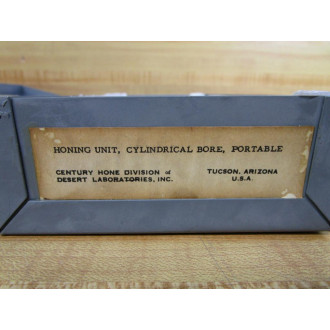 HONING UNIT, CYLINDRICAL BORE, PORTABLE
CENTURY HONE DIVISION of TUCSON, ARIZONA
DESERT LABORATORIES, INC. U.S.A.